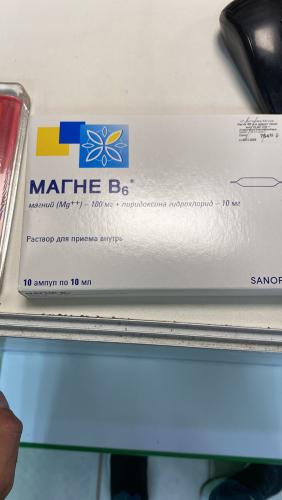 МАГНЕ В₆®
магний (Mg⁺⁺) – 100 мг + пиридоксина гидрохлорид – 10 мг
Раствор для приема внутрь
10 ампул по 10 мл
SANOF